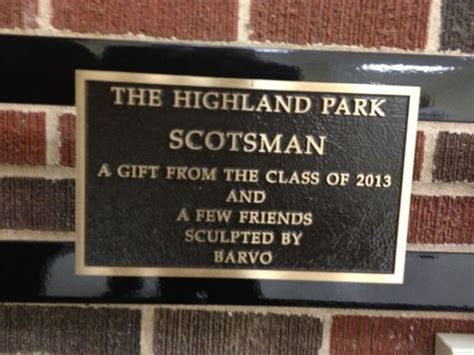 THE HIGHLAND PARK
SCOTSMAN
A GIFT FROM THE CLASS OF 2013
AND
A FEW FRIENDS
SCULPTED BY
BARVO